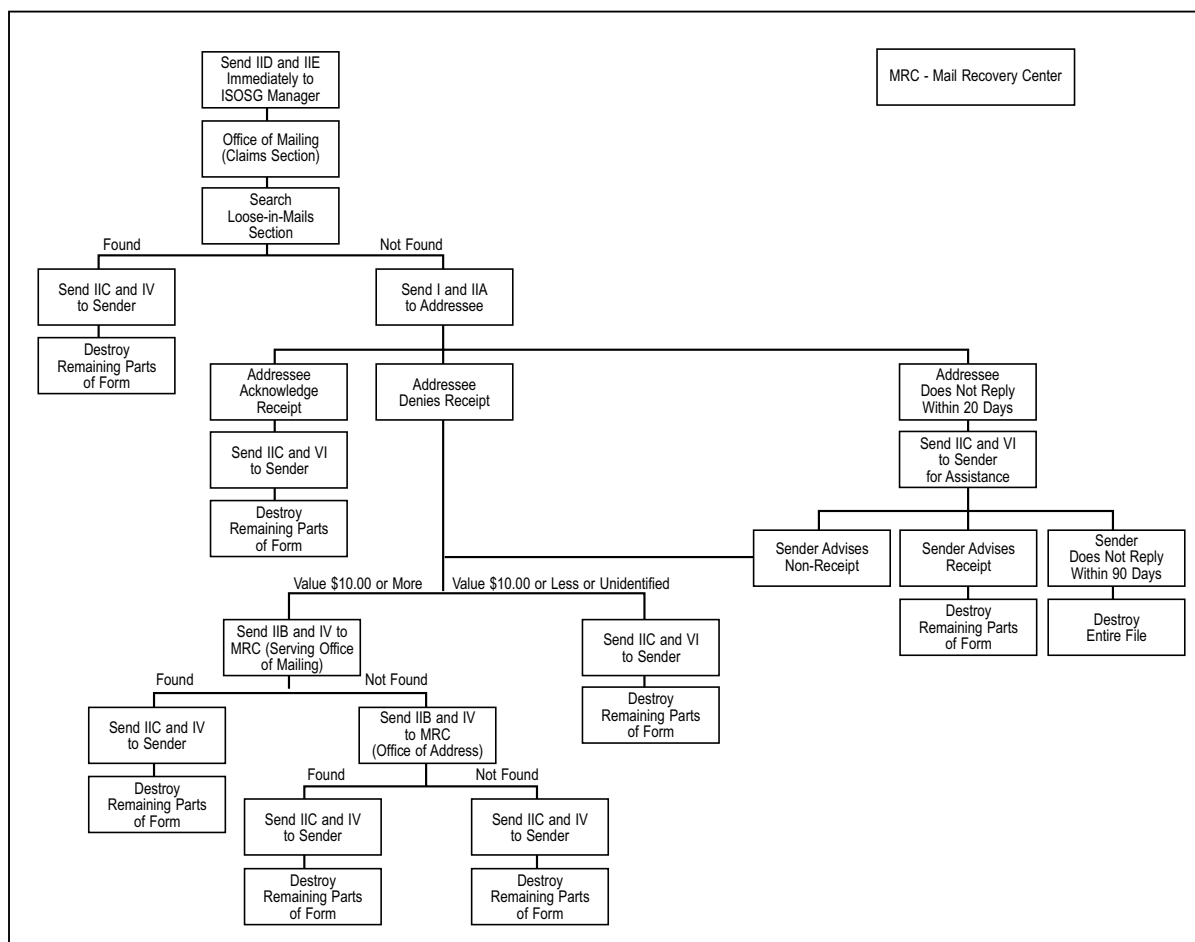 Send IID and IIE
Immediately to
ISOSG Manager
MRC - Mail Recovery Center
Office of Mailing
(Claims Section)
Search
Loose-in-Mails
Section
Found
Not Found
Send IIC and IV
to Sender
Send I and IIA
to Addressee
Destroy
Remaining Parts
of Form
Addressee
Acknowledge
Receipt
Addressee
Denies Receipt
Addressee
Does Not Reply
Within 20 Days
Send IIC and VI
to Sender
Send IIC and VI
to Sender
for Assistance
Destroy
Remaining Parts
of Form
Sender Advises
Non-Receipt
Sender Advises
Receipt
Sender
Does Not Reply
Within 90 Days
Value $10.00 or More
Value $10.00 or Less or Unidentified
Destroy
Remaining Parts
of Form
Destroy
Entire File
Send IIB and IV to
MRC (Serving Office
of Mailing)
Send IIC and VI
to Sender
Found
Not Found
Destroy
Remaining Parts
of Form
Send IIC and IV
to Sender
Send IIB and IV
to MRC
(Office of Address)
Destroy
Remaining Parts
of Form
Found
Not Found
Send IIC and IV
to Sender
Send IIC and IV
to Sender
Destroy
Remaining Parts
of Form
Destroy
Remaining Parts
of Form